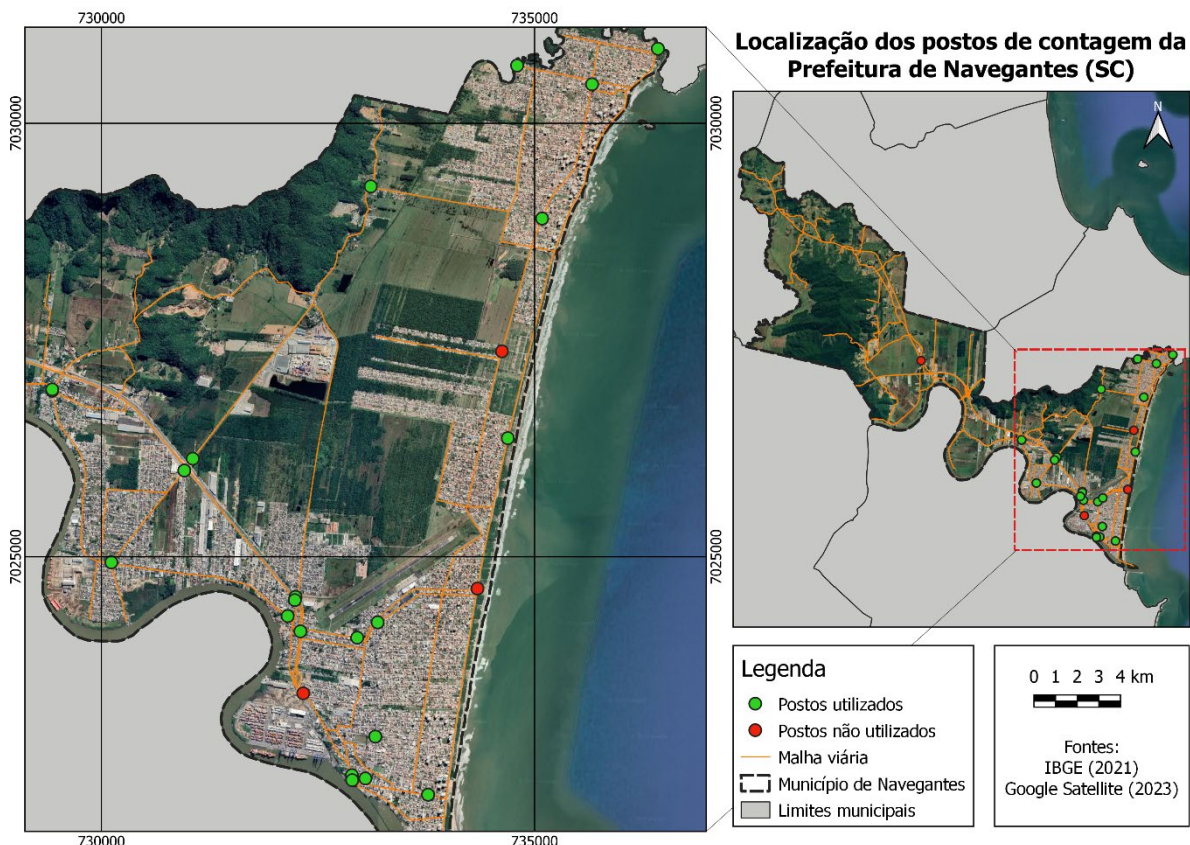 730000
735000
Localização dos postos de contagem da
Prefeitura de Navegantes (SC)
N
7030000
7030000
7025000
7025000
730000
735000
Legenda
Postos utilizados
Postos não utilizados
Malha viária
Município de Navegantes
Limites municipais
0 1 2 3 4 km
Fontes:
IBGE (2021)
Google Satellite (2023)